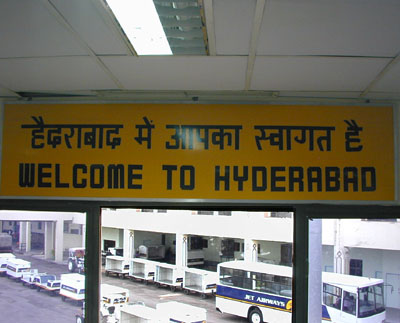 हैदराबाद में आपका स्वागत है
WELCOME TO HYDERABAD
JET AIRWAYS